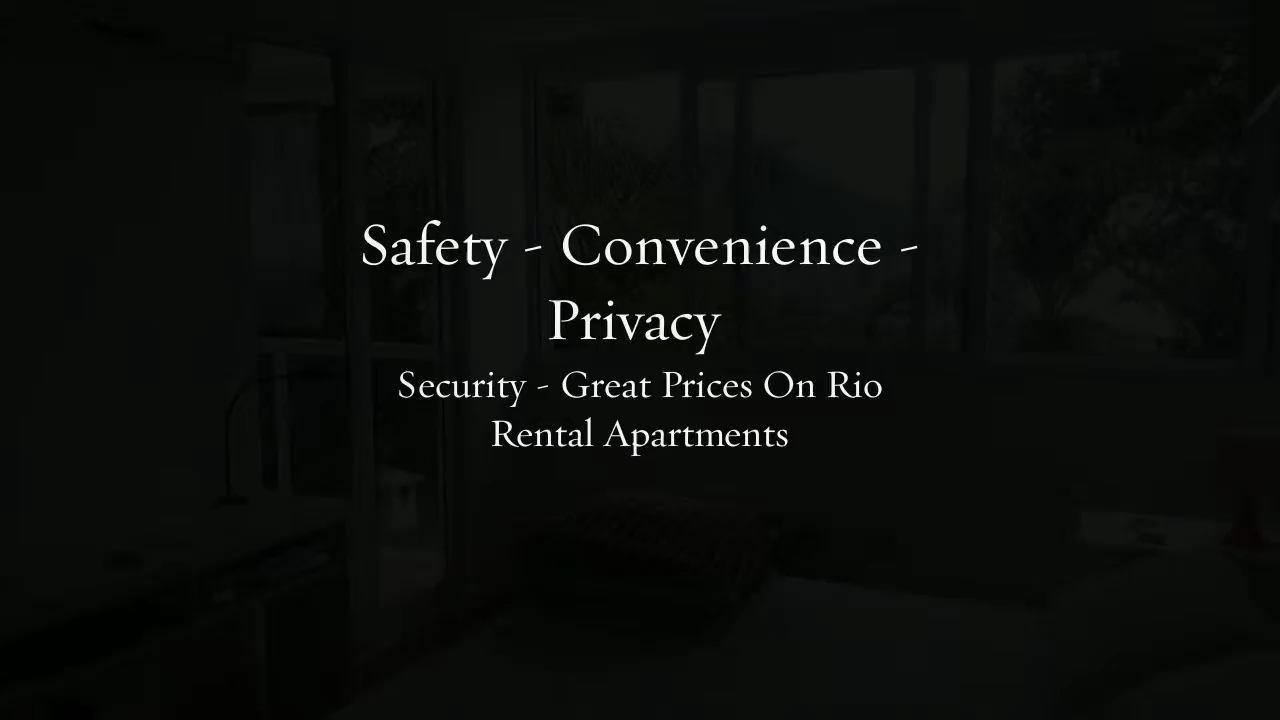 Safety - Convenience -
Privacy
Security - Great Prices On Rio
Rental Apartments